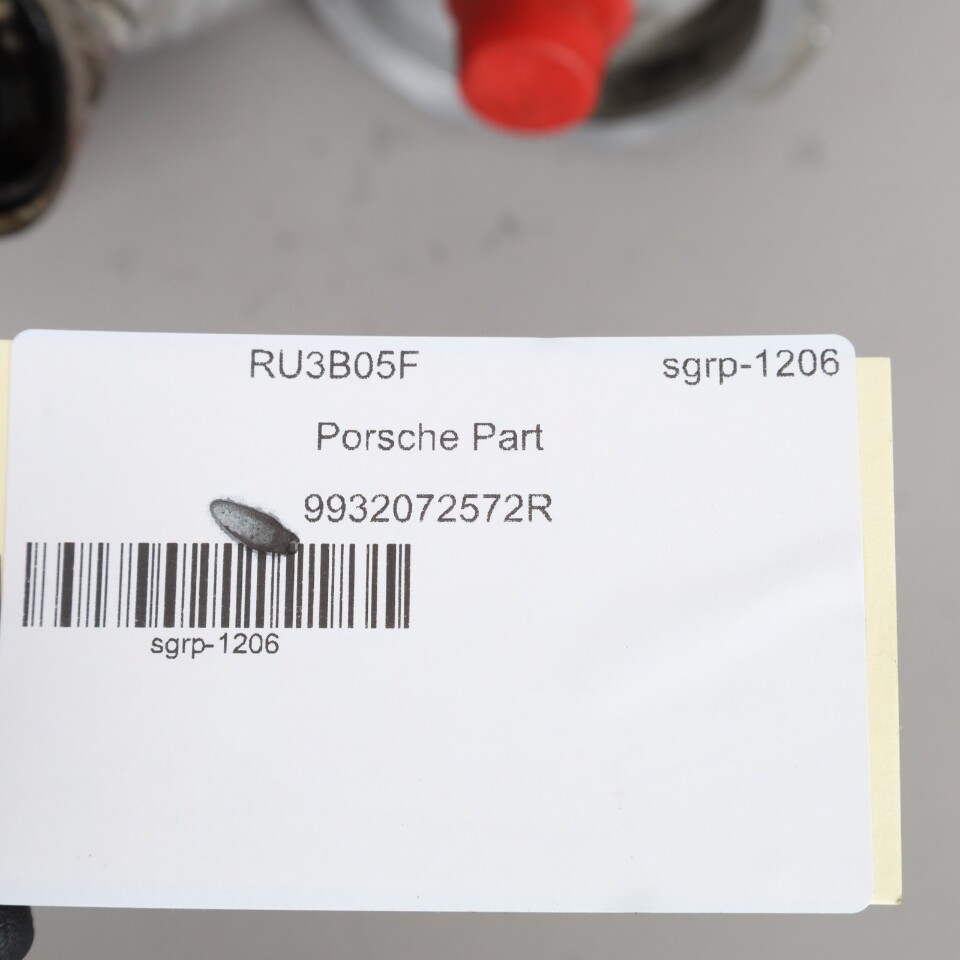 RU3B05F sgrp-1206
Porsche Part
9932072572R
sgrp-1206